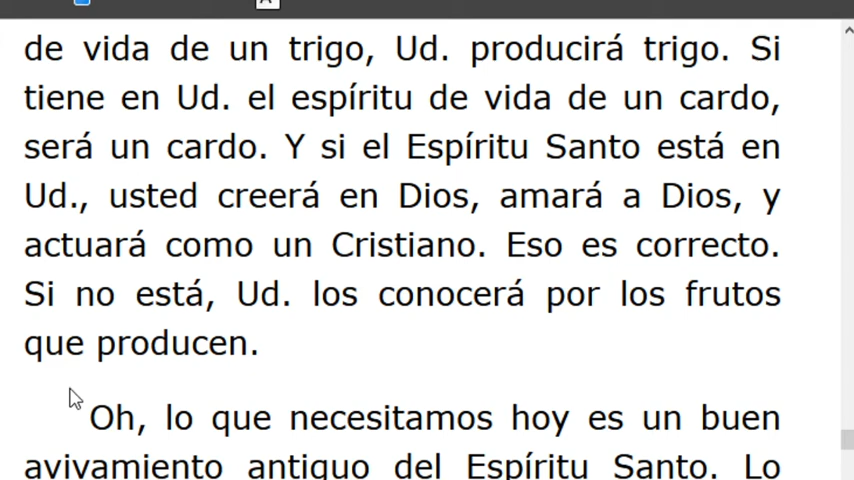 de vida de un trigo, Ud. producirá trigo. Si
tiene en Ud. el espíritu de vida de un cardo,
será un cardo. Y si el Espíritu Santo está en
Ud., usted creerá en Dios, amará a Dios, y
actuará como un Cristiano. Eso es correcto.
Si no está, Ud. los conocerá por los frutos
que producen.
Oh, lo que necesitamos hoy es un buen
avivamiento antiguo del Espíritu Santo. Lo